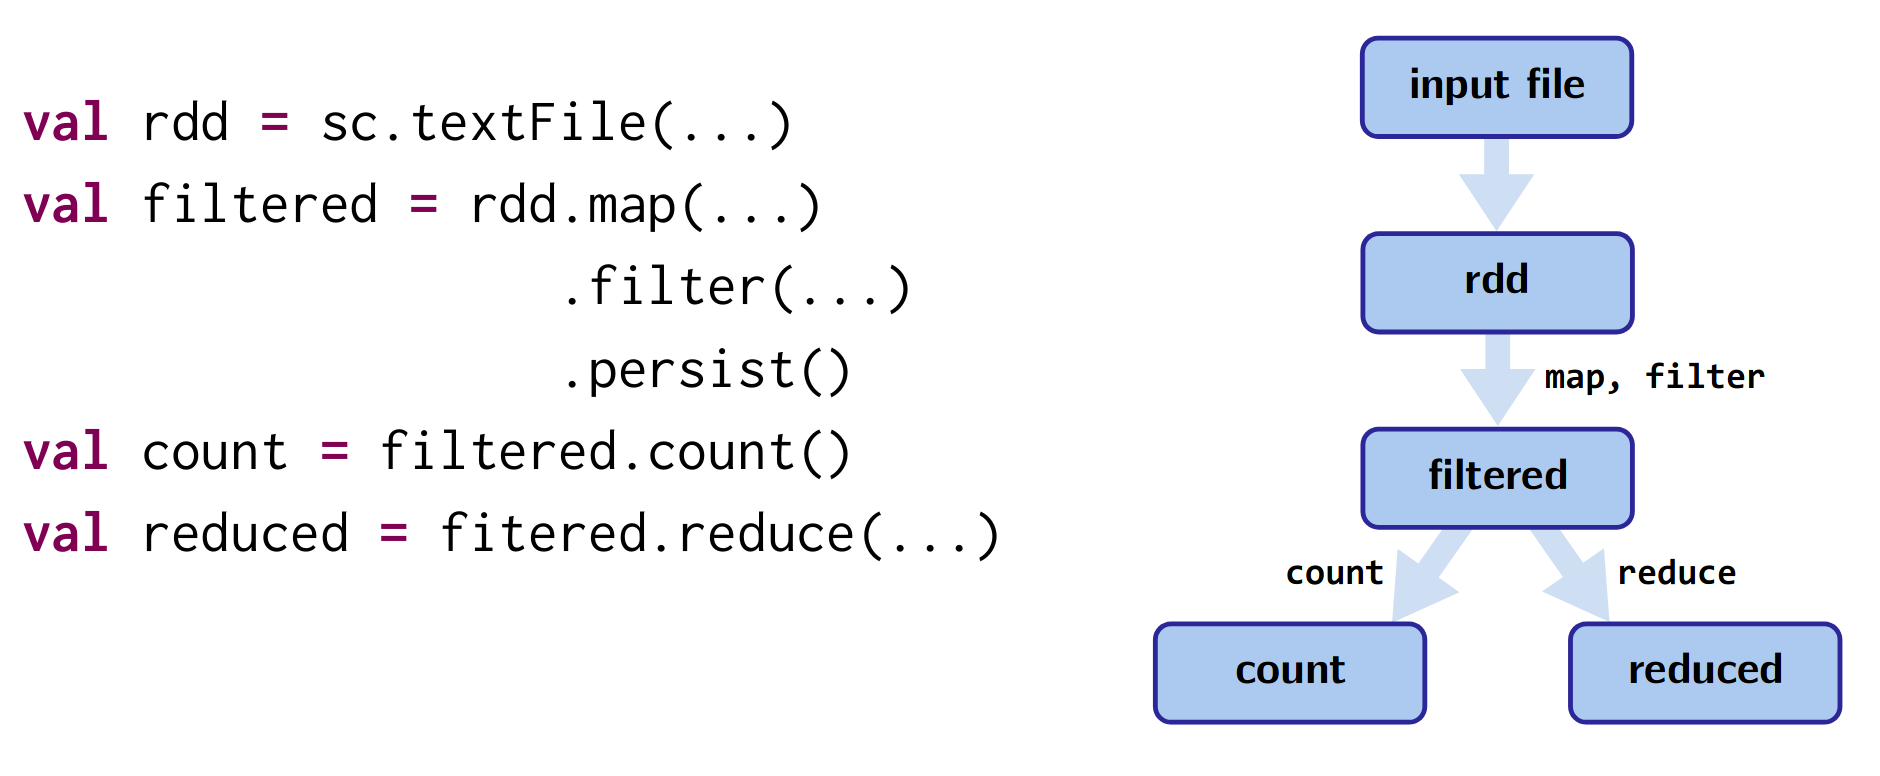 val rdd = sc.textFile(...)
val filtered = rdd.map(...)
.filter(...)
.persist()
val count = filtered.count()
val reduced = fitered.reduce(...)
input file
rdd
map, filter
filtered
count
reduce
count
reduced